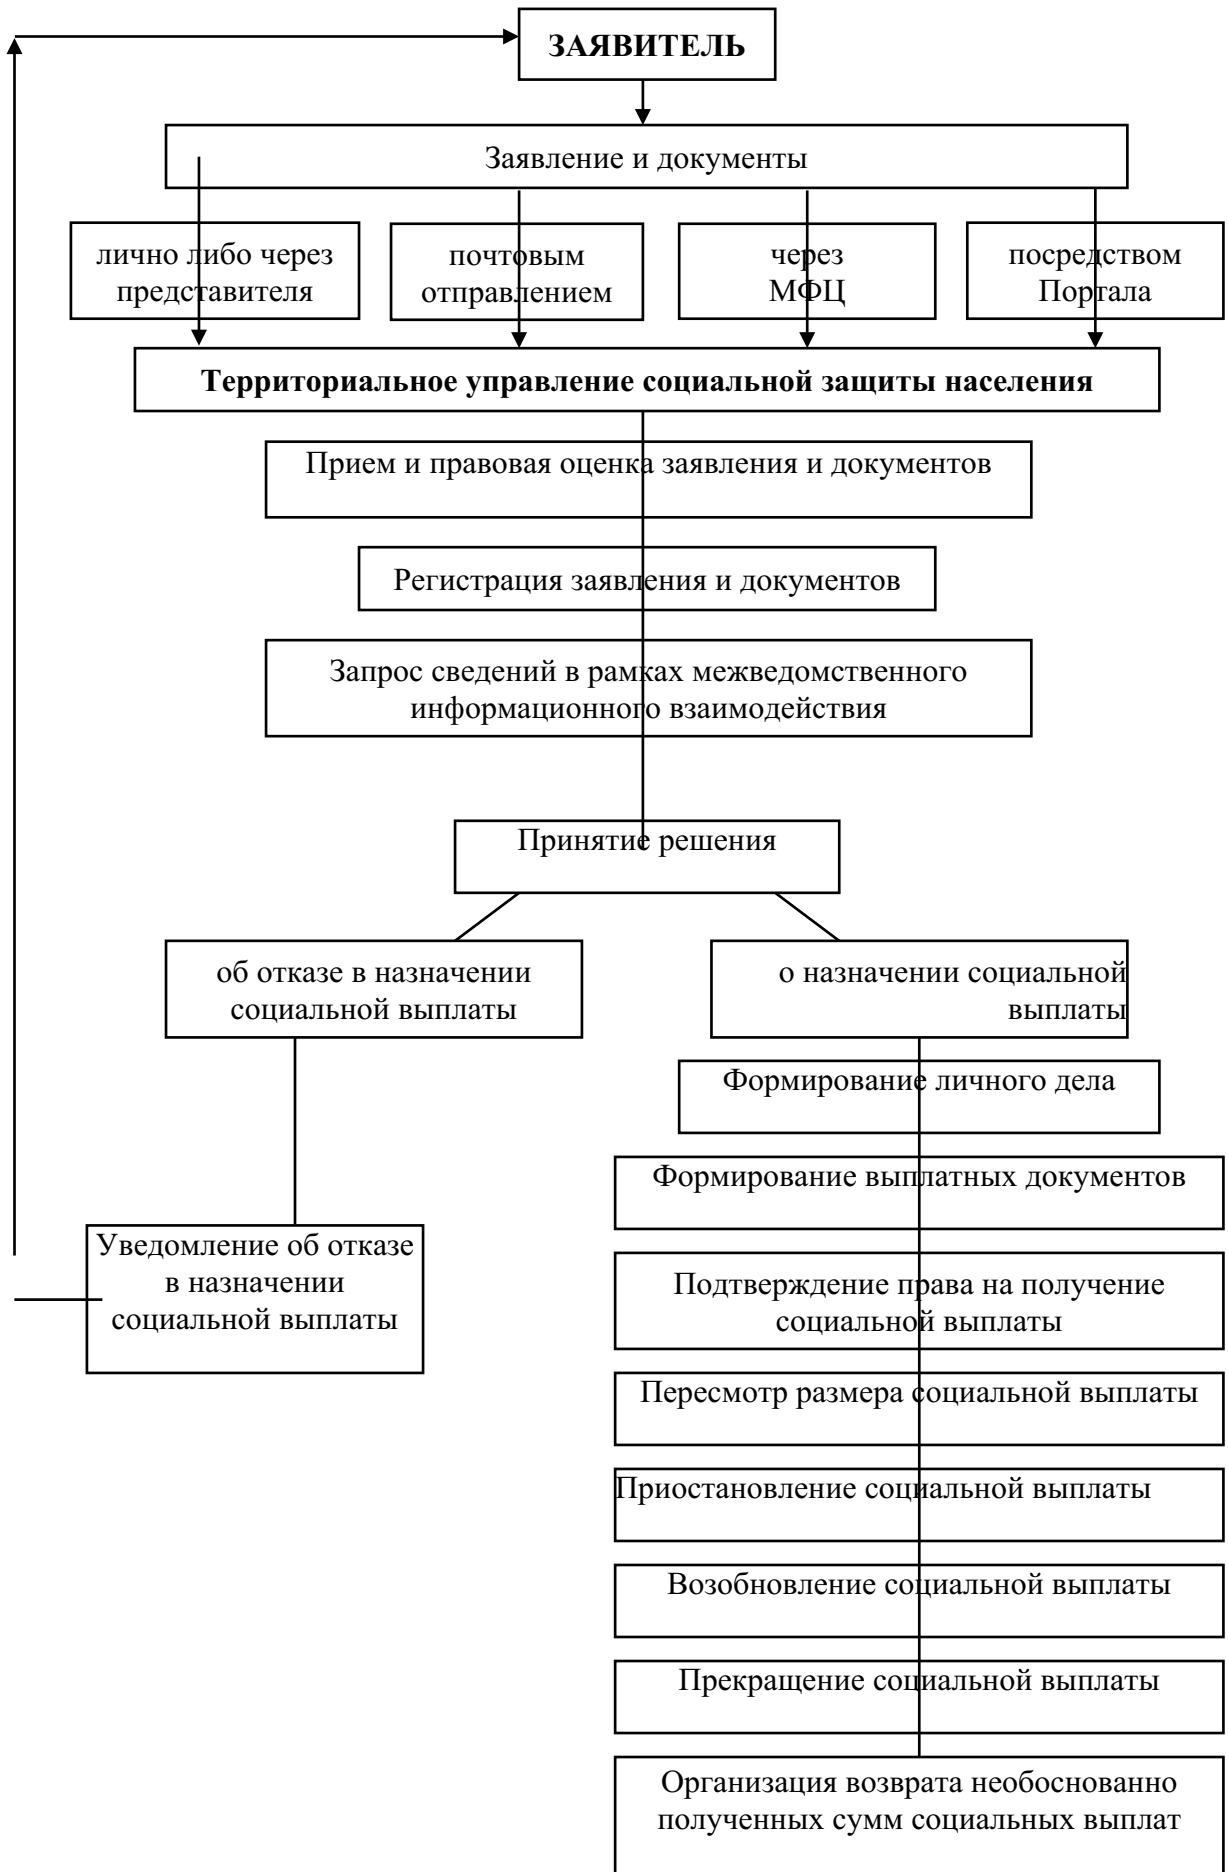 ЗАЯВИТЕЛЬ
Заявление и документы
лично либо через
представителя
почтовым
отправлением
через
МФЦ
посредством
Портала
Территориальное управление социальной защиты населения
Прием и правовая оценка заявления и документов
Регистрация заявления и документов
Запрос сведений в рамках межведомственного
информационного взаимодействия
Принятие решения
об отказе в назначении
социальной выплаты
о назначении социальной
выплаты
Формирование личного дела
Формирование выплатных документов
Уведомление об отказе
в назначении
социальной выплаты
Подтверждение права на получение
социальной выплаты
Пересмотр размера социальной выплаты
Приостановление социальной выплаты
Возобновление социальной выплаты
Прекращение социальной выплаты
Организация возврата необоснованно
полученных сумм социальных выплат